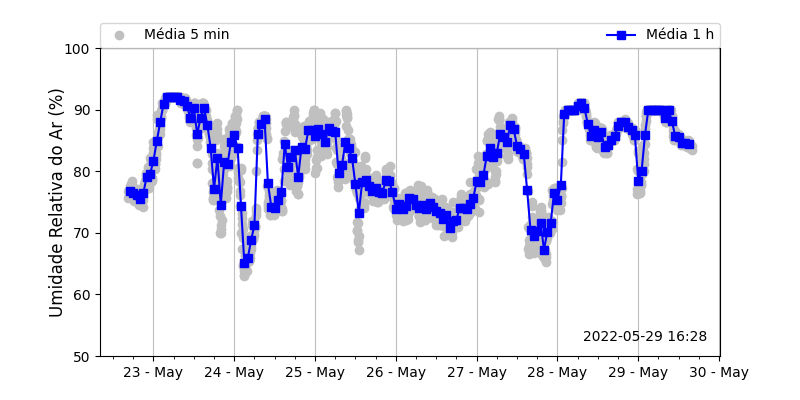 Média 5 min
Média 1 h
Umidade Relativa do Ar (%)
100
90
80
70
60
50
2022-05-29 16:28
23 - May
24 - May
25 - May
26 - May
27 - May
28 - May
29 - May
30 - May